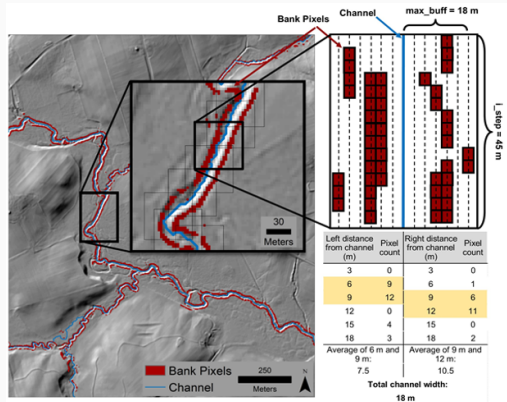 Bank Pixels
Channel
max_buff = 18 m
i_step = 45 m
30
Meters
Bank Pixels
Channel
250
Meters
N
Left distance from channel (m) Pixel count Right distance from channel (m) Pixel count
3 0 3 0
6 9 6 1
9 12 9 6
12 0 12 11
15 4 15 0
18 3 18 2
Average of 6 m and 9 m: Average of 9 m and 12 m:
7.5 10.5
Total channel width:
18 m